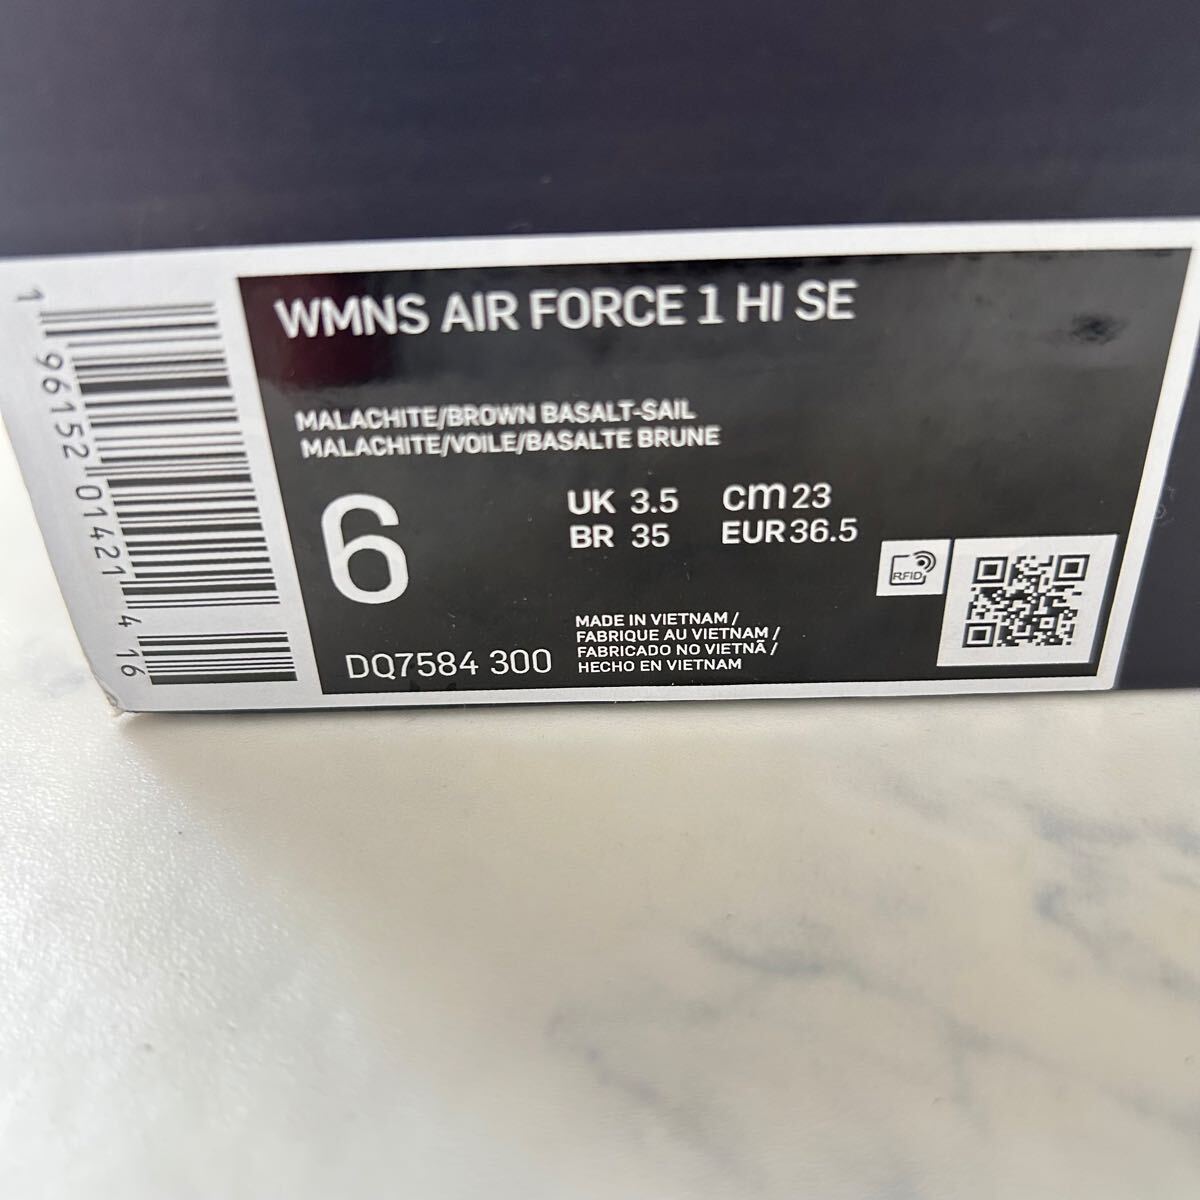 WMNS AIR FORCE 1 HI SE
MALACHITE/BROWN BASALT-SAIL
MALACHITE/VOILE/BASALTE BRUNE
6
UK 3.5 cm 23
BR 35 EUR 36.5
RFID
DQ7584 300
MADE IN VIETNAM /
FABRIQUE AU VIETNAM /
FABRICADO NO VIETNÃ /
HECHO EN VIETNAM
1 96152 01421 4 16